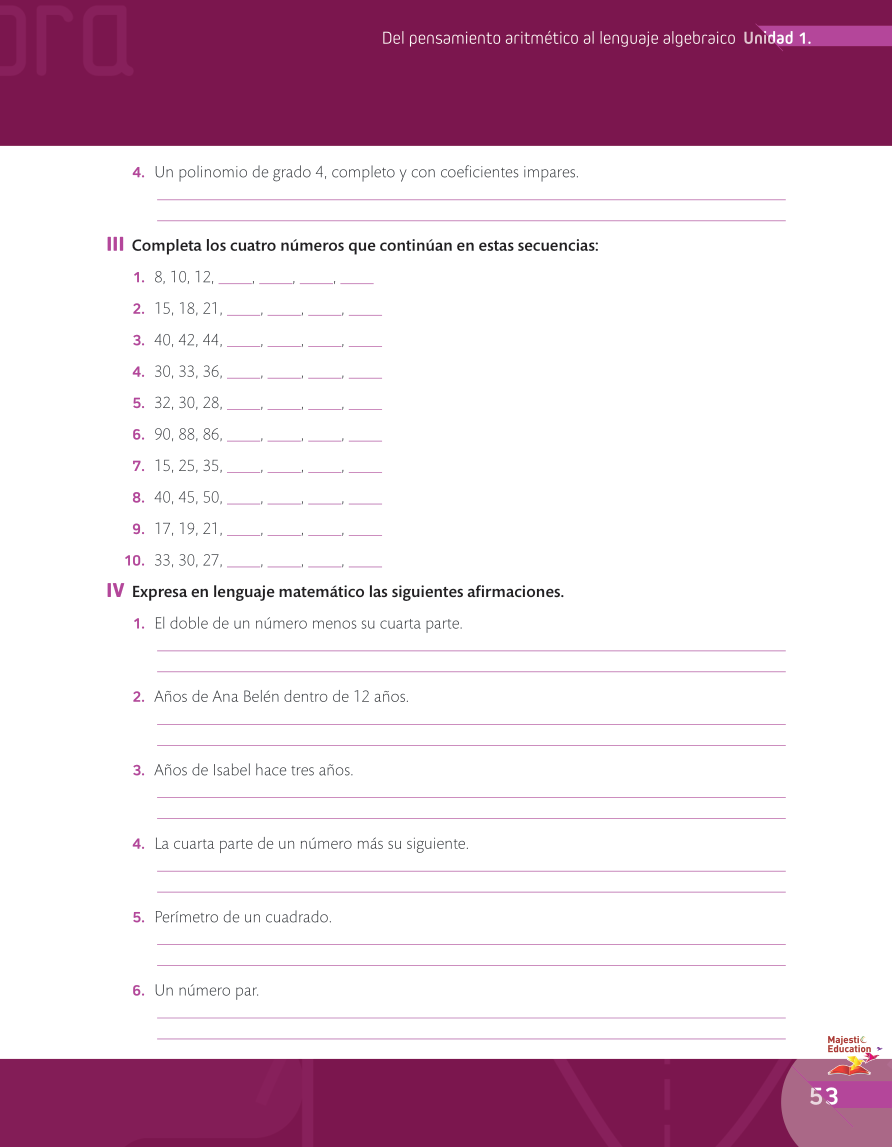 ora
Del pensamiento aritmético al lenguaje algebraico Unidad 1.
4. Un polinomio de grado 4, completo y con coeficientes impares.
III Completa los cuatro números que continúan en estas secuencias:
1. 8, 10, 12, ____, ____, ____, ____
2. 15, 18, 21, ____, ____, ____, ____
3. 40, 42, 44, ____, ____, ____, ____
4. 30, 33, 36, ____, ____, ____, ____
5. 32, 30, 28, ____, ____, ____, ____
6. 90, 88, 86, ____, ____, ____, ____
7. 15, 25, 35, ____, ____, ____, ____
8. 40, 45, 50, ____, ____, ____, ____
9. 17, 19, 21, ____, ____, ____, ____
10. 33, 30, 27, ____, ____, ____, ____
IV Expresa en lenguaje matemático las siguientes afirmaciones.
1. El doble de un número menos su cuarta parte.
2. Años de Ana Belén dentro de 12 años.
3. Años de Isabel hace tres años.
4. La cuarta parte de un número más su siguiente.
5. Perímetro de un cuadrado.
6. Un número par.
Majestic
Education
53